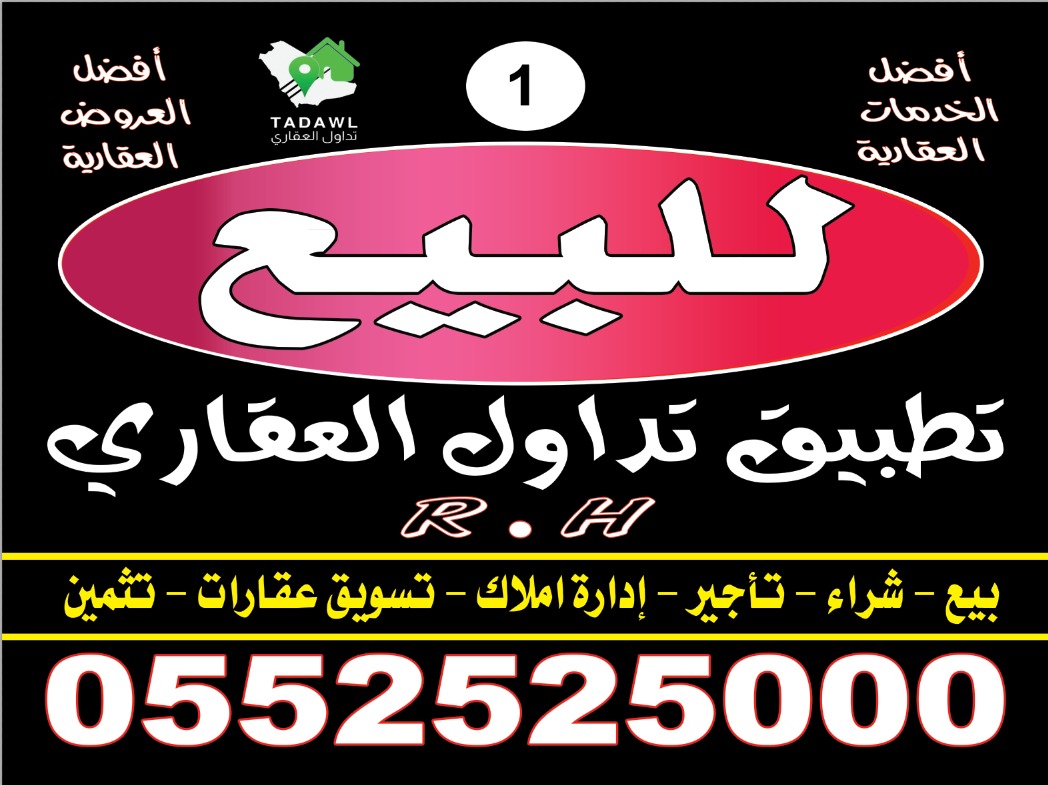 أفضل
الخدمات
العقارية
1
TADAWL
تداول العقاري
أفضل
العروض
العقارية
للبيع
تطبيق تداول العقاري
R . H
بيع - شراء - تأجير - إدارة املاك - تسويق عقارات - تثمين
0552525000